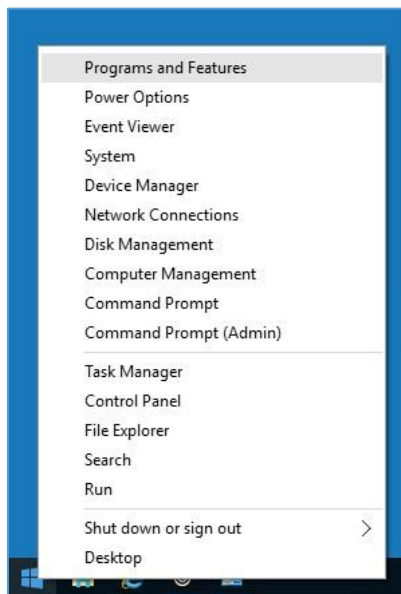 Programs and Features
Power Options
Event Viewer
System
Device Manager
Network Connections
Disk Management
Computer Management
Command Prompt
Command Prompt (Admin)
Task Manager
Control Panel
File Explorer
Search
Run
Shut down or sign out
Desktop